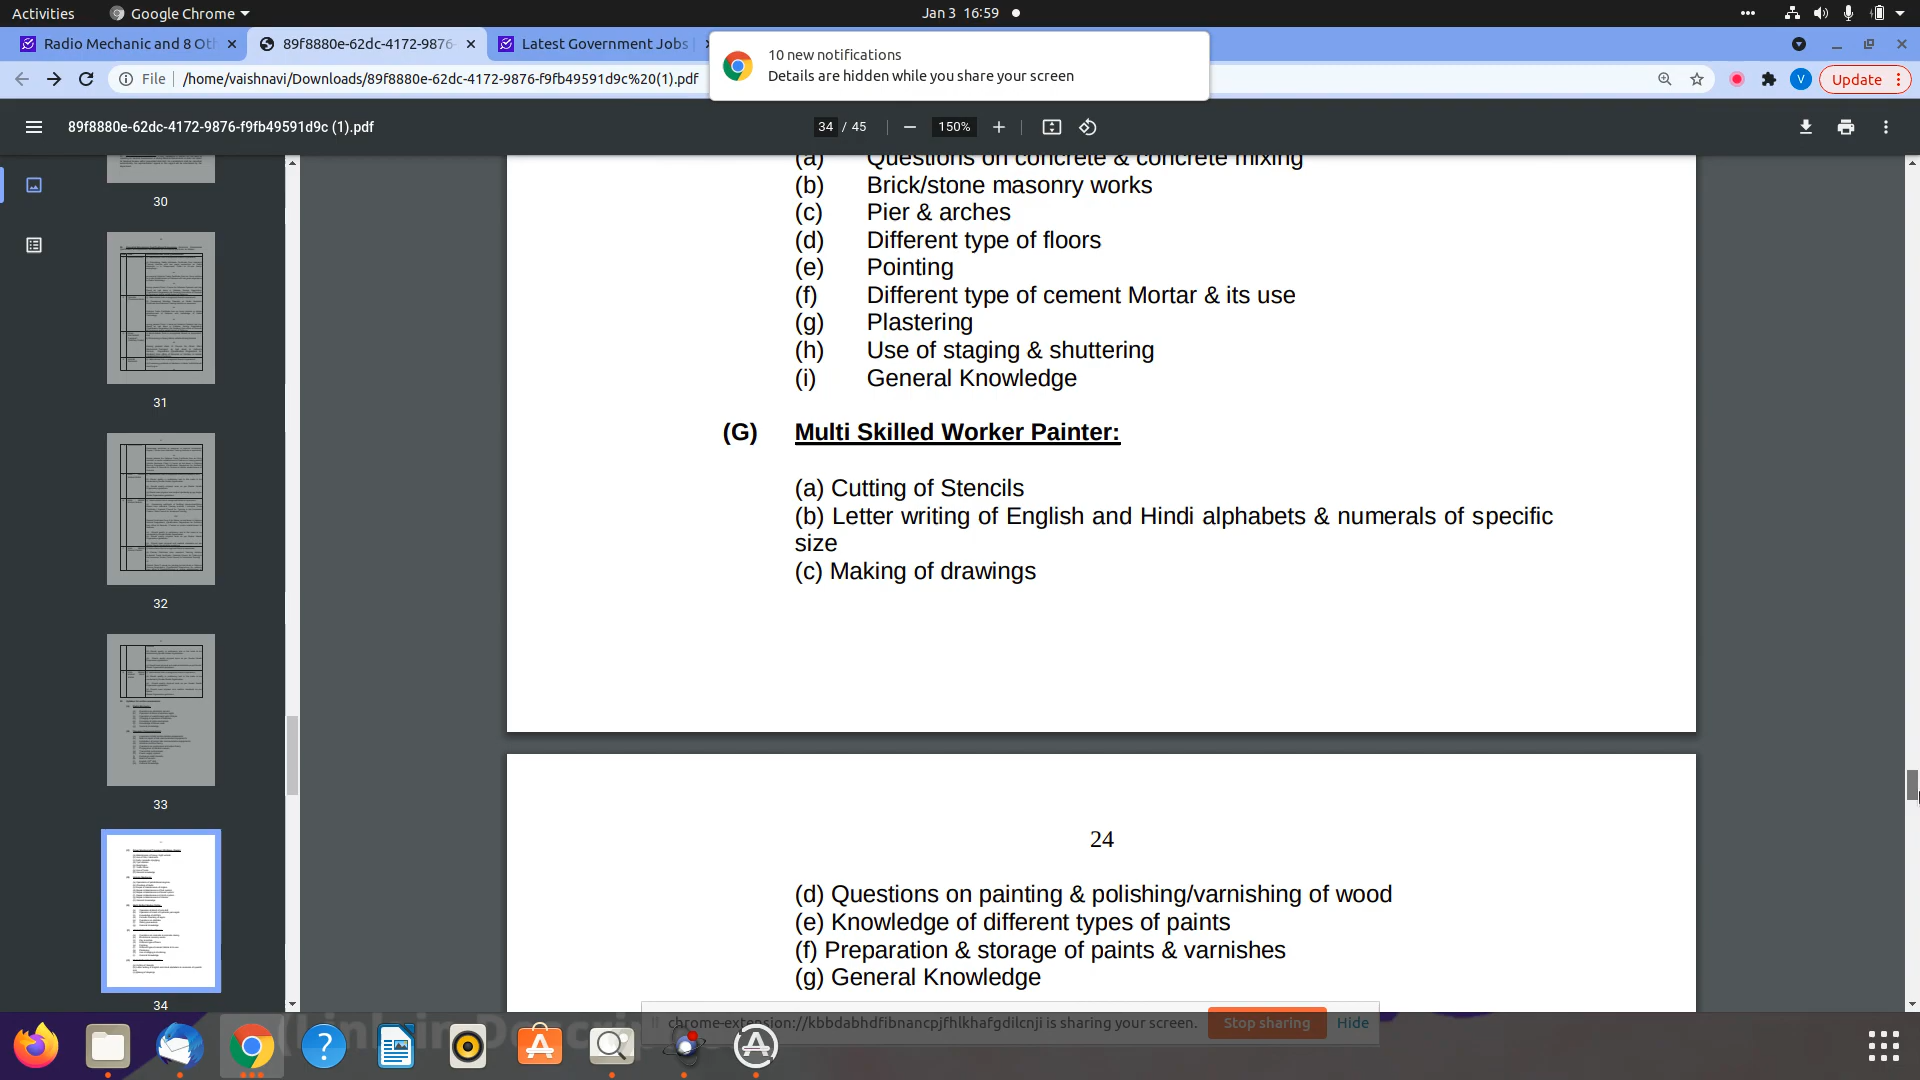 Activities
Google Chrome
Jan 3 16:59
Radio Mechanic and 8 Oth
89f8880e-62dc-4172-9876-
Latest Government Jobs
10 new notifications
Details are hidden while you share your screen
File
/home/vaishnavi/Downloads/89f8880e-62dc-4172-9876-f9fb49591d9c%20(1).pdf
V
Update
89f8880e-62dc-4172-9876-f9fb49591d9c (1).pdf
34 / 45
150%
30
31
32
33
34
(a) Questions on concrete & concrete mixing
(b) Brick/stone masonry works
(c) Pier & arches
(d) Different type of floors
(e) Pointing
(f) Different type of cement Mortar & its use
(g) Plastering
(h) Use of staging & shuttering
(i) General Knowledge
(G) Multi Skilled Worker Painter:
(a) Cutting of Stencils
(b) Letter writing of English and Hindi alphabets & numerals of specific
size
(c) Making of drawings
24
(d) Questions on painting & polishing/varnishing of wood
(e) Knowledge of different types of paints
(f) Preparation & storage of paints & varnishes
(g) General Knowledge
chrome-extension://kbbdabhdfibnancpjfhlkhafgdilcnji is sharing your screen.
Stop sharing
Hide